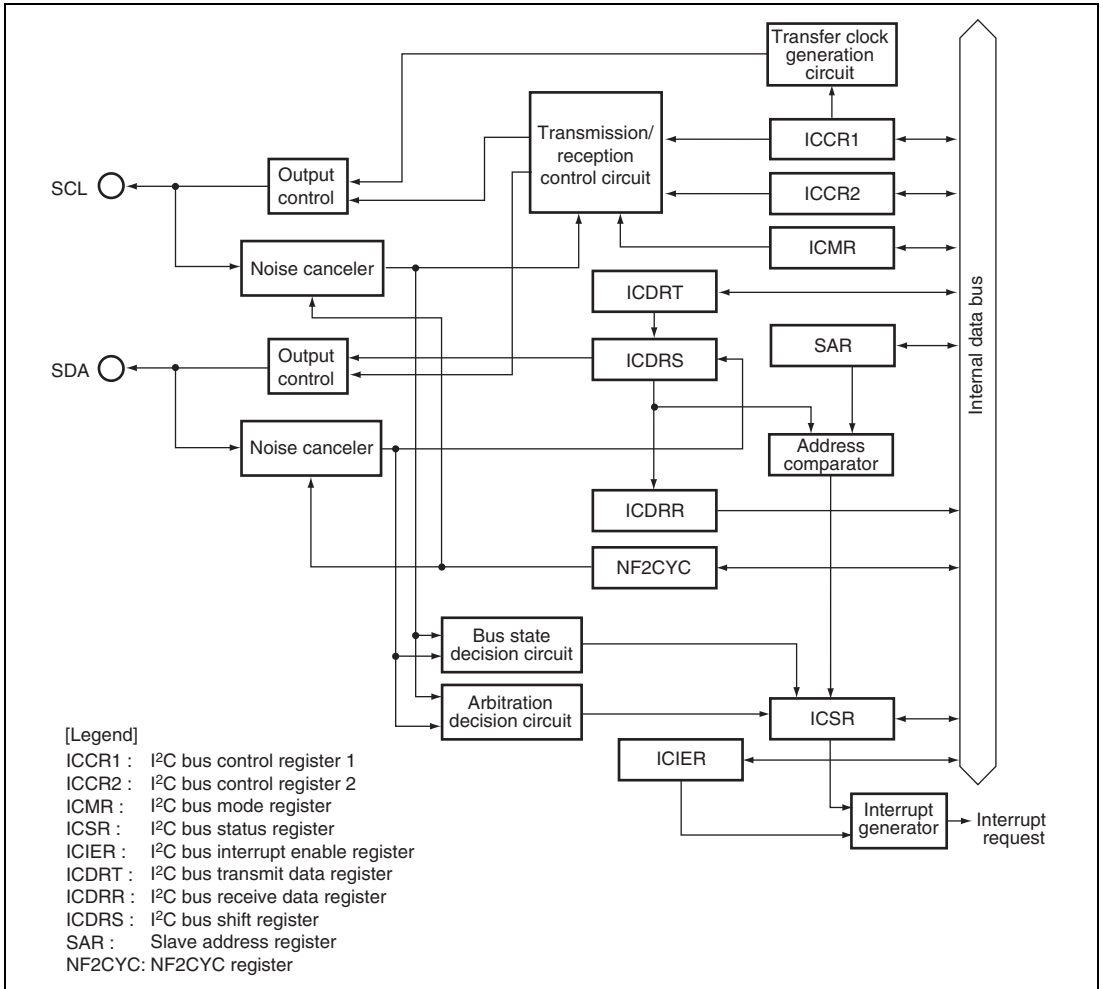 Transfer clock
generation
circuit
Transmission/
reception
control circuit
ICCR1
ICCR2
ICMR
SCL
Output
control
Noise canceler
ICDRT
SAR
Internal data bus
SDA
Output
control
ICDRS
Noise canceler
Address
comparator
ICDRR
NF2CYC
Bus state
decision circuit
Arbitration
decision circuit
ICSR
ICIER
Interrupt
generator
Interrupt
request
[Legend]
ICCR1 : I²C bus control register 1
ICCR2 : I²C bus control register 2
ICMR : I²C bus mode register
ICSR : I²C bus status register
ICIER : I²C bus interrupt enable register
ICDRT : I²C bus transmit data register
ICDRR : I²C bus receive data register
ICDRS : I²C bus shift register
SAR : Slave address register
NF2CYC: NF2CYC register